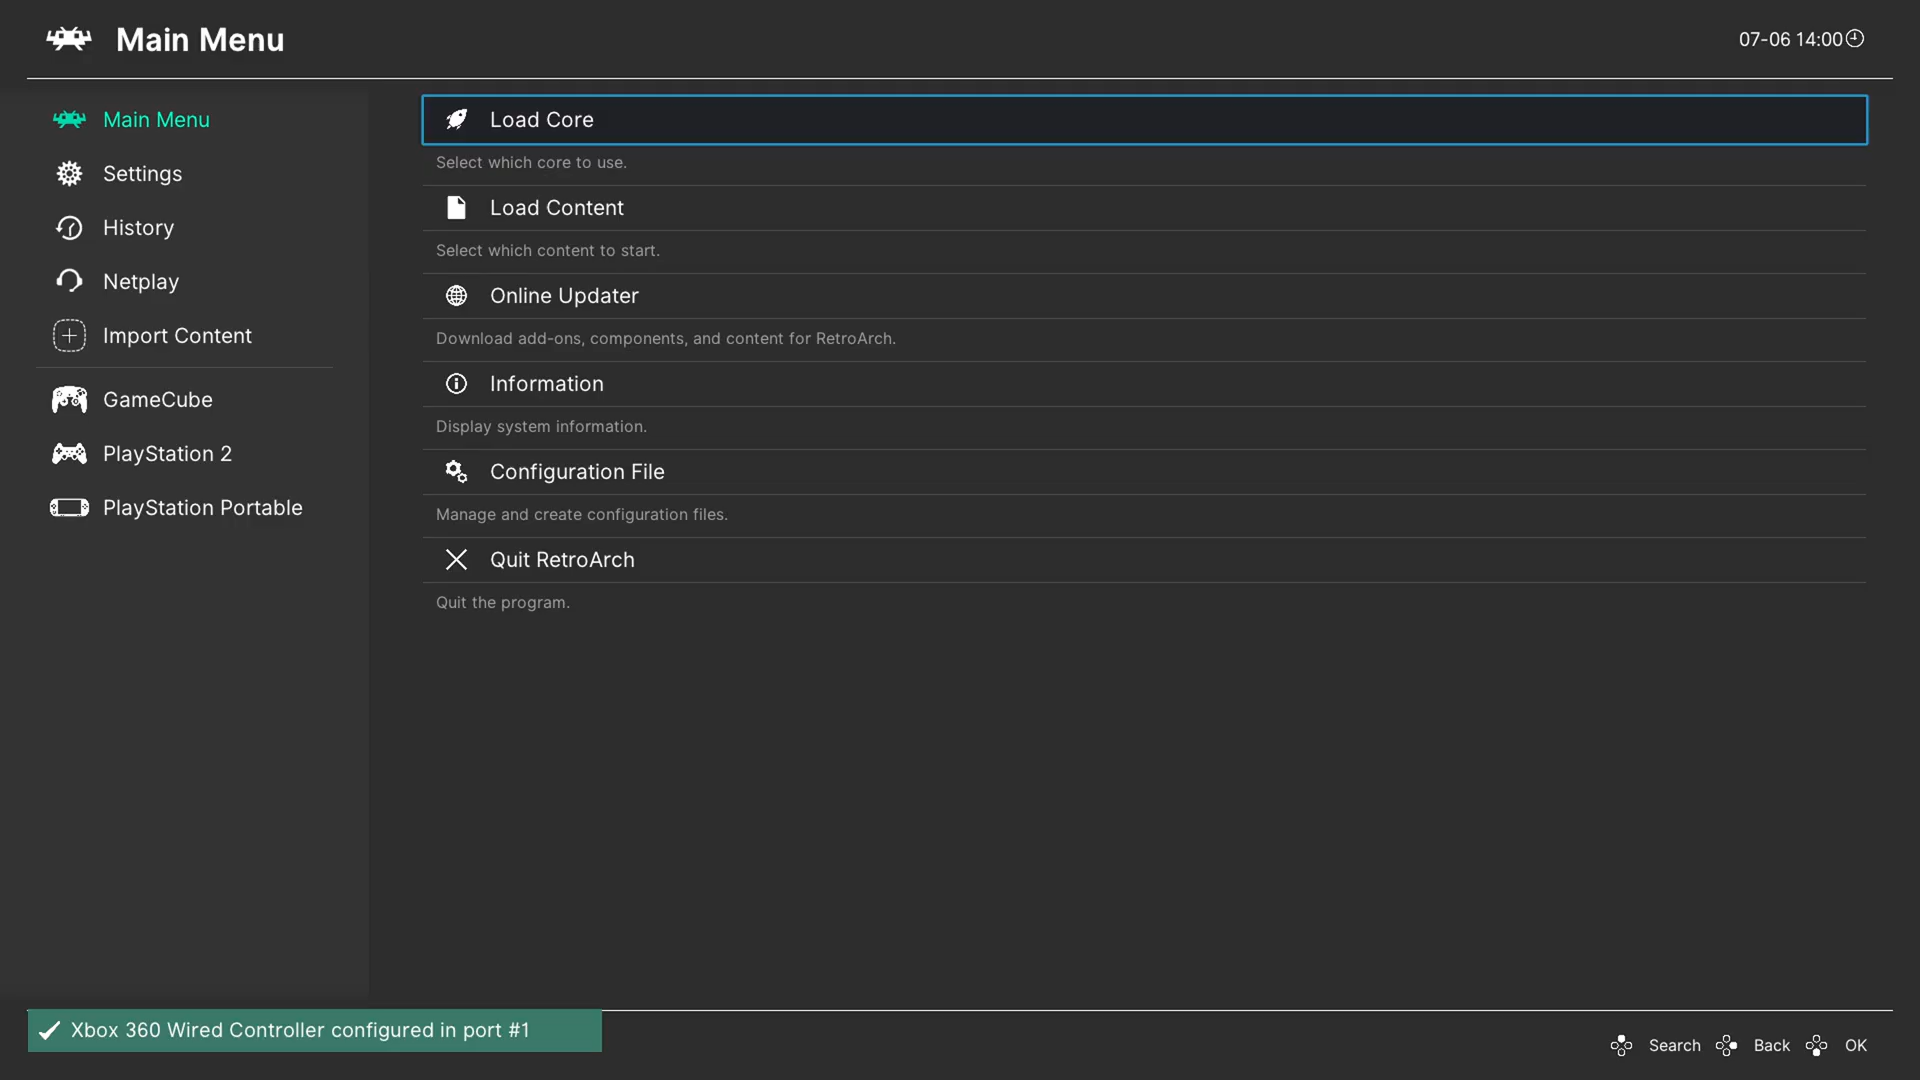 Main Menu
07-06 14:00
Main Menu
Settings
History
Netplay
Import Content
GameCube
PlayStation 2
PlayStation Portable
Load Core
Select which core to use.
Load Content
Select which content to start.
Online Updater
Download add-ons, components, and content for RetroArch.
Information
Display system information.
Configuration File
Manage and create configuration files.
Quit RetroArch
Quit the program.
Xbox 360 Wired Controller configured in port #1
Search Back OK